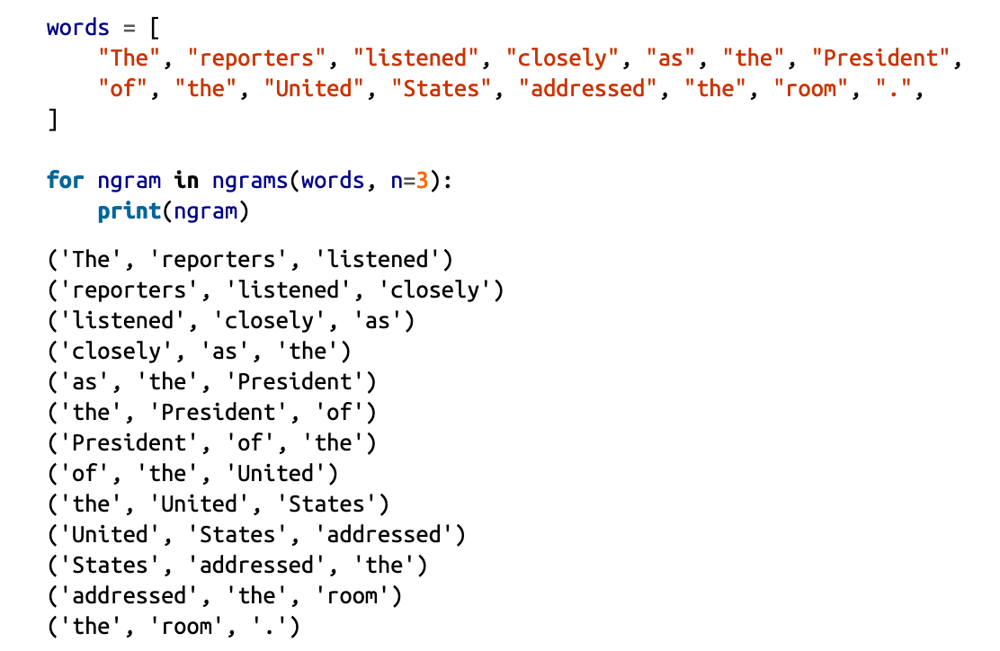 words = [
    "The", "reporters", "listened", "closely", "as", "the", "President",
    "of", "the", "United", "States", "addressed", "the", "room", ".",
]
for ngram in ngrams(words, n=3):
    print(ngram)
('The', 'reporters', 'listened')
('reporters', 'listened', 'closely')
('listened', 'closely', 'as')
('closely', 'as', 'the')
('as', 'the', 'President')
('the', 'President', 'of')
('President', 'of', 'the')
('of', 'the', 'United')
('the', 'United', 'States')
('United', 'States', 'addressed')
('States', 'addressed', 'the')
('addressed', 'the', 'room')
('the', 'room', '.')